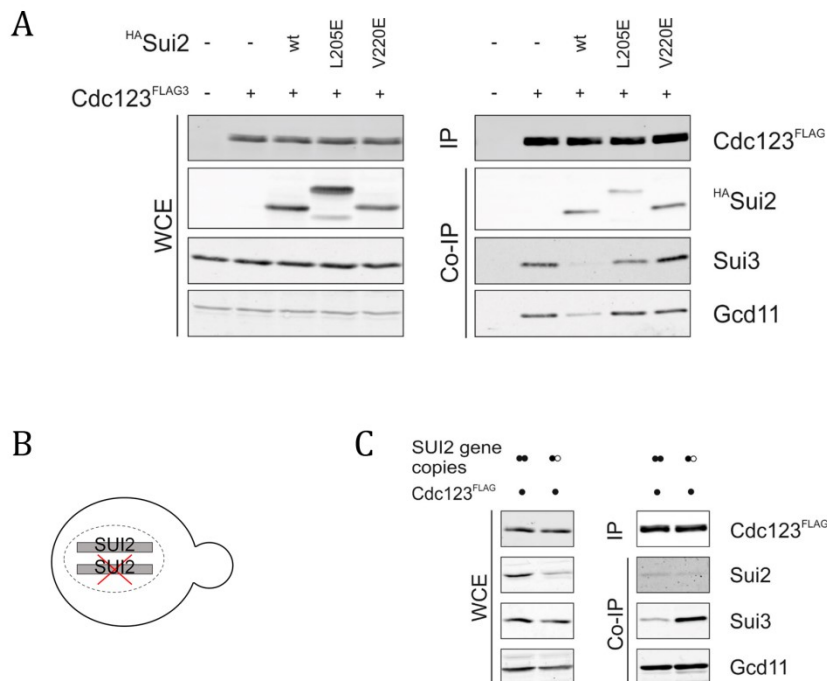 A
HASui2 - - wt L205E V220E - - wt L205E V220E
Cdc123FLAG3 - + + + + - + + + +
WCE
IP
Co-IP
Cdc123FLAG
HASui2
Sui3
Gcd11
B
SUI2
SUI2
C
SUI2 gene
copies
Cdc123FLAG
WCE
IP
Co-IP
Cdc123FLAG
Sui2
Sui3
Gcd11